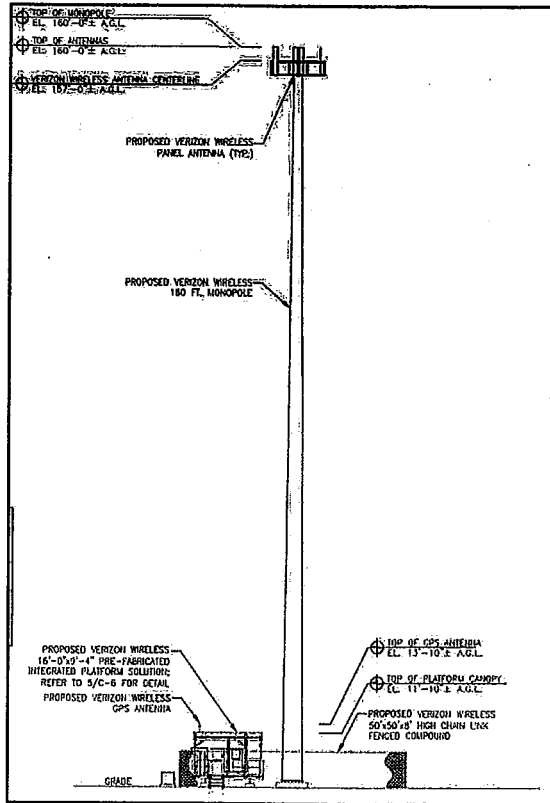 TOP OF MONOPOLE
EL. 160'-0"± A.G.L.
TOP OF ANTENNAS
EL. 160'-0"± A.G.L.
VERIZON WIRELESS ANTENNA CENTERLINE
EL. 157'-0"± A.G.L.
PROPOSED VERIZON WIRELESS
PANEL ANTENNA (TYP.)
PROPOSED VERIZON WIRELESS
160 FT. MONOPOLE
PROPOSED VERIZON WIRELESS
16'-0"x9'-4" PRE-FABRICATED
INTEGRATED PLATFORM SOLUTION;
REFER TO 5/C-6 FOR DETAIL
PROPOSED VERIZON WIRELESS
GPS ANTENNA
TOP OF GPS ANTENNA
EL. 13'-10"± A.G.L.
TOP OF PLATFORM CANOPY
EL. 11'-10"± A.G.L.
PROPOSED VERIZON WIRELESS
50'x50'x8' HIGH CHAIN LINK
FENCED COMPOUND
GRADE